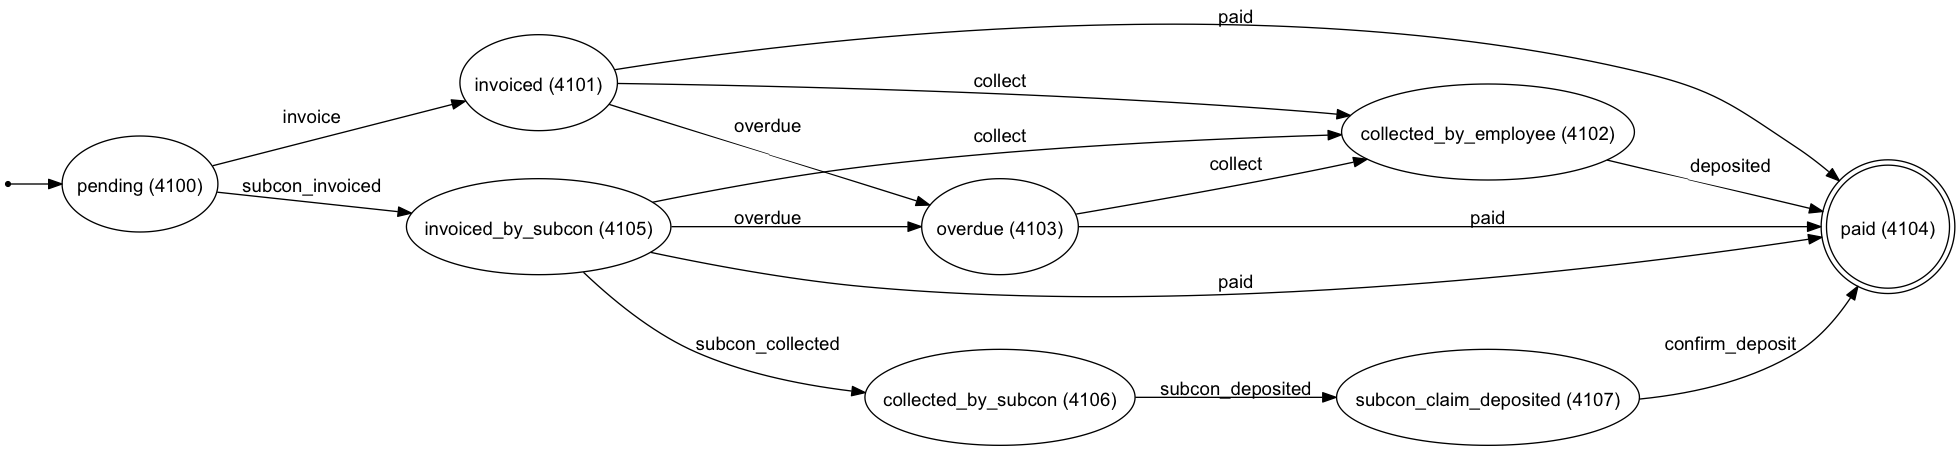 paid
invoiced (4101)
collect
invoice
overdue
collect
collected_by_employee (4102)
collect
deposited
pending (4100)
subcon_invoiced
invoiced_by_subcon (4105)
overdue
overdue (4103)
paid
paid (4104)
paid
subcon_collected
confirm_deposit
collected_by_subcon (4106)
subcon_deposited
subcon_claim_deposited (4107)